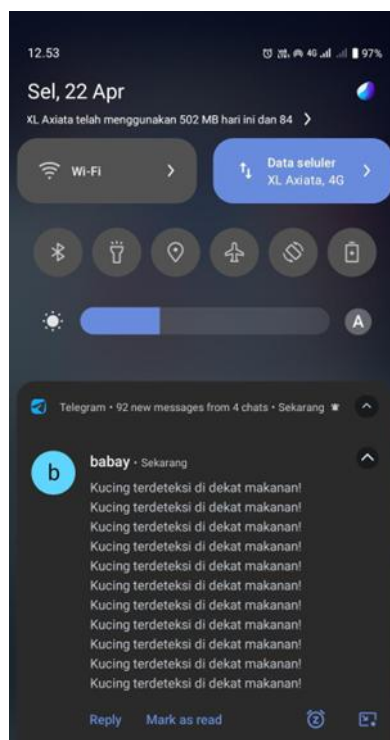 12.53
4G 97%
Sel, 22 Apr
XL Axiata telah menggunakan 502 MB hari ini dan 84
Wi-Fi
Data seluler
XL Axiata, 4G
A
Telegram • 92 new messages from 4 chats • Sekarang
b
babay • Sekarang
Kucing terdeteksi di dekat makanan!
Kucing terdeteksi di dekat makanan!
Kucing terdeteksi di dekat makanan!
Kucing terdeteksi di dekat makanan!
Kucing terdeteksi di dekat makanan!
Kucing terdeteksi di dekat makanan!
Kucing terdeteksi di dekat makanan!
Kucing terdeteksi di dekat makanan!
Kucing terdeteksi di dekat makanan!
Kucing terdeteksi di dekat makanan!
Kucing terdeteksi di dekat makanan!
Reply Mark as read